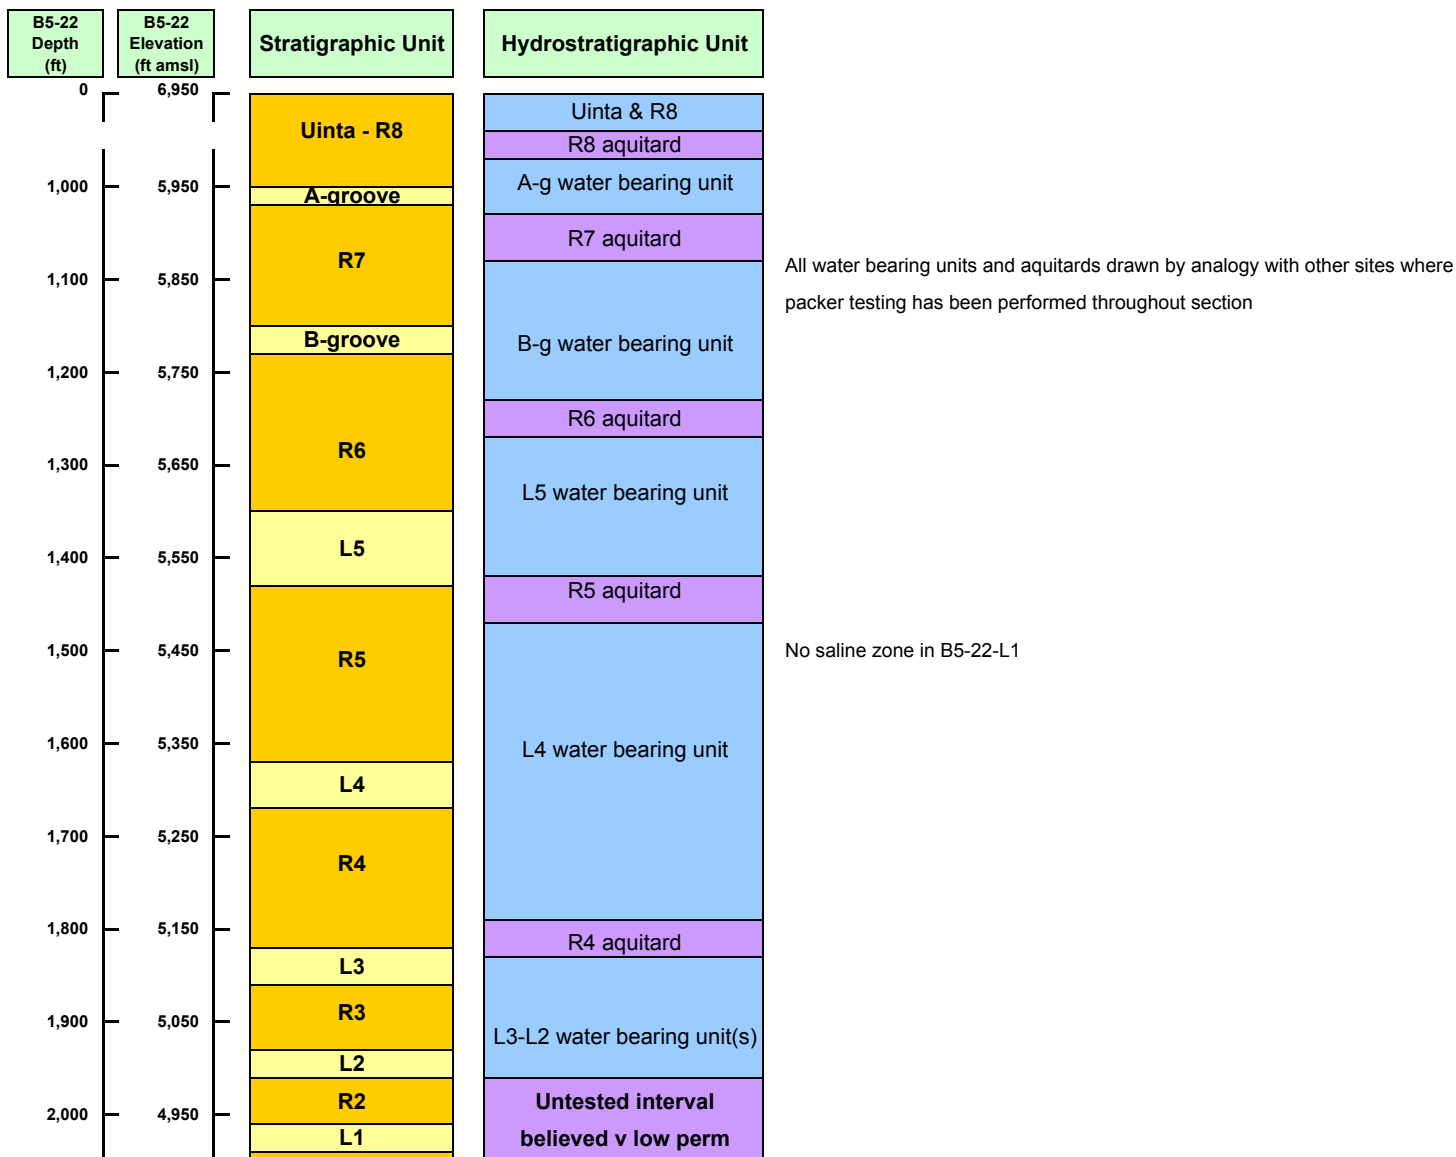 B5-22
Depth
(ft)
B5-22
Elevation
(ft amsl)
Stratigraphic Unit
Hydrostratigraphic Unit
0
6,950
Uinta - R8
Uinta & R8
R8 aquitard
1,000
5,950
A-groove
A-g water bearing unit
R7
R7 aquitard
1,100
5,850
All water bearing units and aquitards drawn by analogy with other sites where
packer testing has been performed throughout section
B-groove
B-g water bearing unit
1,200
5,750
R6 aquitard
R6
1,300
5,650
L5 water bearing unit
L5
1,400
5,550
R5 aquitard
R5
1,500
5,450
No saline zone in B5-22-L1
1,600
5,350
L4 water bearing unit
L4
1,700
5,250
R4
1,800
5,150
R4 aquitard
L3
R3
1,900
5,050
L3-L2 water bearing unit(s)
L2
R2
Untested interval
believed v low perm
2,000
4,950
L1